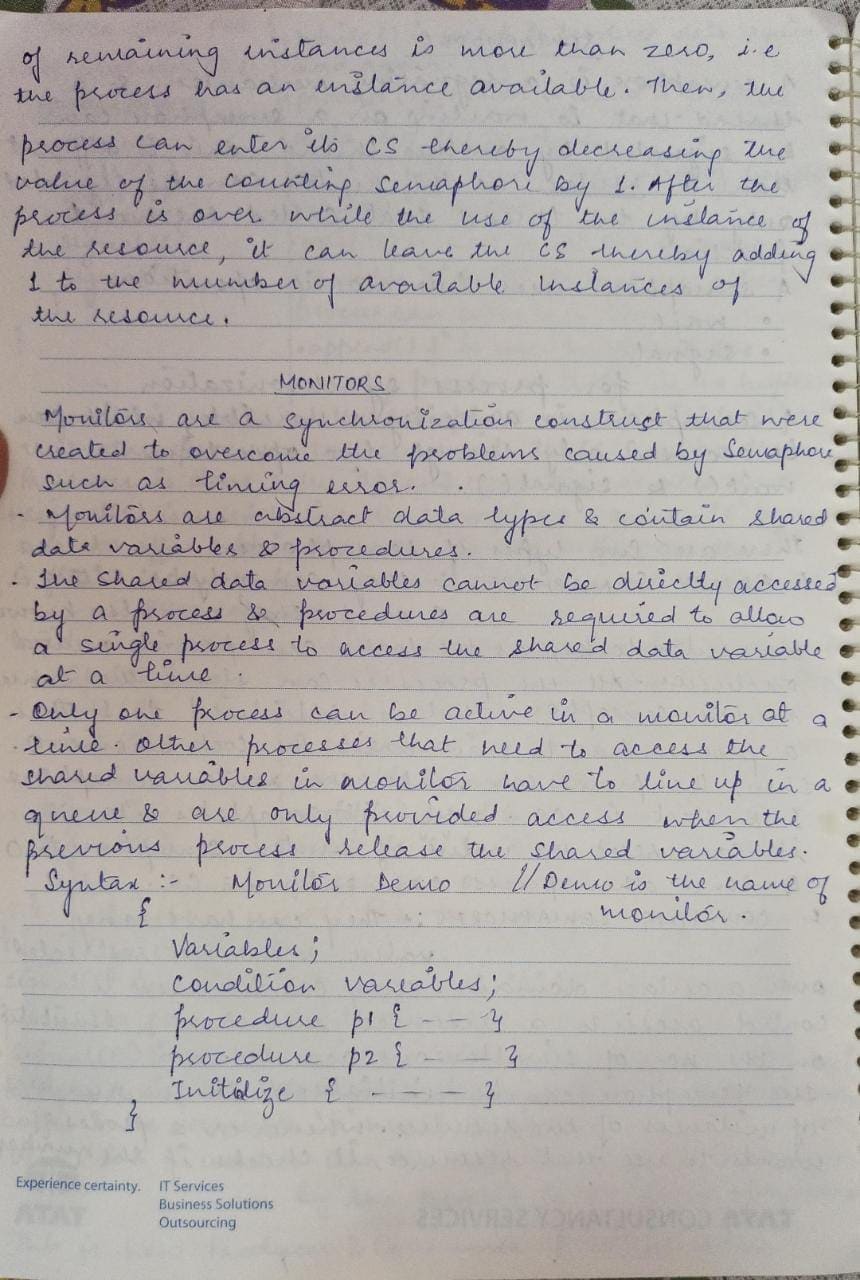 of remaining instances is more than zero, i.e
the process has an instance available. Then, the
process can enter its CS thereby decreasing the
value of the counting Semaphore by 1. After the
process is over while the use of the instance of
the resource, it can leave the CS thereby adding
1 to the number of available instances of
the resource.
MONITORS
Monitors are a synchronization construct that were
created to overcome the problems caused by Semaphore
such as timing error.
- Monitors are abstract data types & contain shared
data variables & procedures.
. The shared data variables cannot be directly accessed
by a process & procedures are required to allow
a single process to access the shared data variable
at a time.
- Only one process can be active in a monitor at a
time. Other processes that need to access the
shared variables in monitor have to line up in a
queue & are only provided access when the
previous process release the shared variables.
Syntax :- Monitor Demo //Demo is the name of
{ monitor.
Variables;
condition variables;
procedure p1 { - - }
procedure p2 { - - }
Initilize { - - - }
}
Experience certainty. IT Services
Business Solutions
Outsourcing